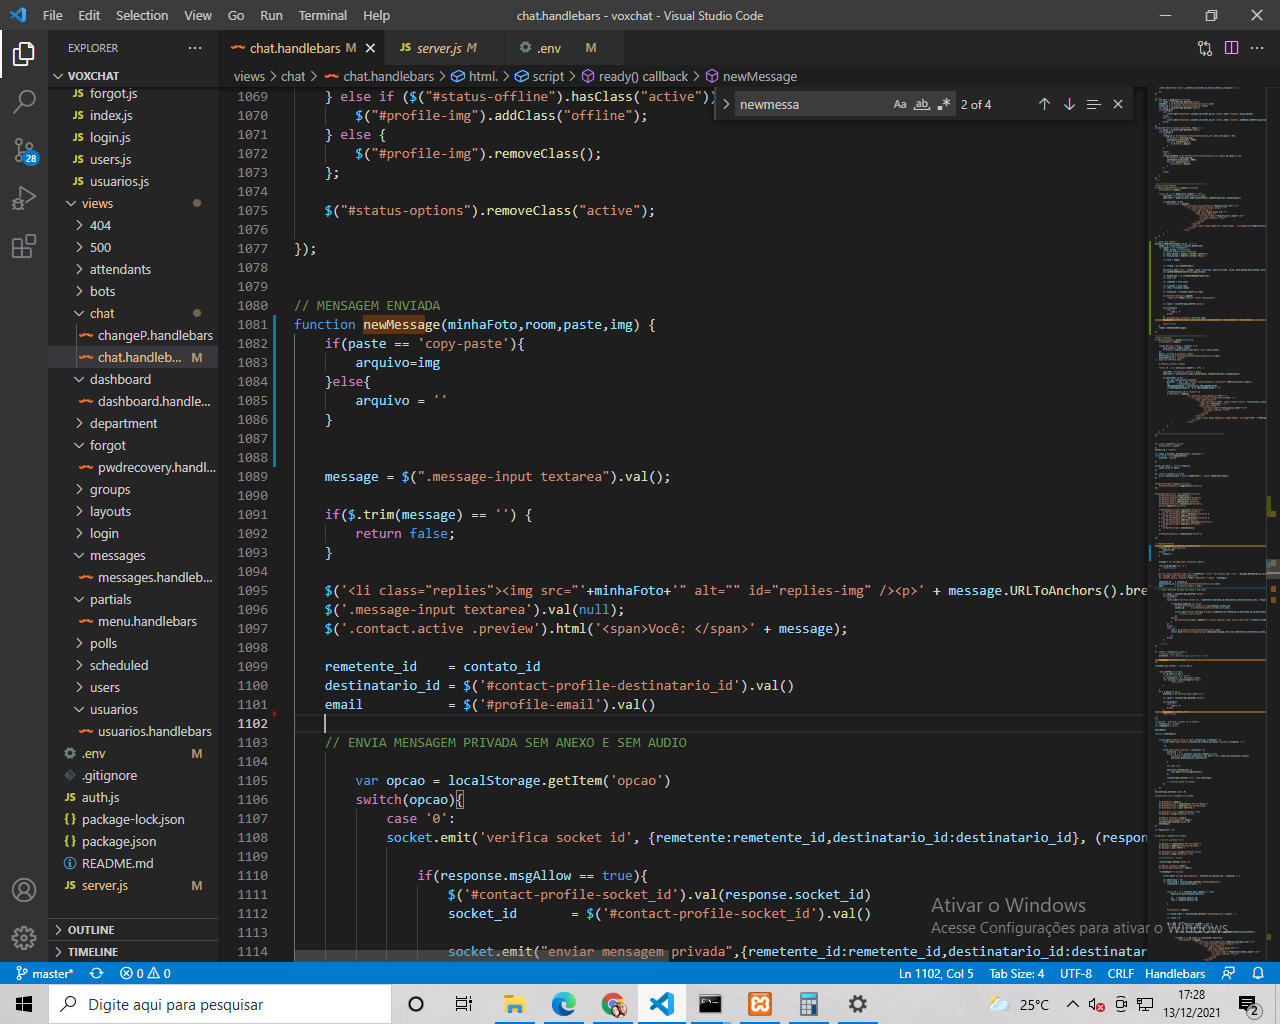 File Edit Selection View Go Run Terminal Help
chat.handlebars - voxchat - Visual Studio Code
EXPLORER
chat.handlebars M
server.js M
.env M
VOXCHAT
views > chat > chat.handlebars > html. > script > ready() callback > newMessage
newmessa
Aa ab .*
2 of 4
forgot.js
index.js
login.js
users.js
usuarios.js
views
404
500
attendants
bots
chat
changeP.handlebars
chat.handleb... M
dashboard
dashboard.handle...
department
forgot
pwdrecovery.handl...
groups
layouts
login
messages
messages.handleb...
partials
menu.handlebars
polls
scheduled
users
usuarios
usuarios.handlebars
.env M
.gitignore
auth.js
package-lock.json
package.json
README.md
server.js M
OUTLINE
TIMELINE
28
1069 } else if ($("#status-offline").hasClass("active"))
1070 $("#profile-img").addClass("offline");
1071 } else {
1072 $("#profile-img").removeClass();
1073 };
1074
1075 $("#status-options").removeClass("active");
1076
1077 });
1078
1079
1080 // MENSAGEM ENVIADA
1081 function newMessage(minhaFoto,room,paste,img) {
1082 if(paste == 'copy-paste'){
1083 arquivo=img
1084 }else{
1085 arquivo = ''
1086 }
1087
1088
1089 message = $(".message-input textarea").val();
1090
1091 if($.trim(message) == '') {
1092 return false;
1093 }
1094
1095 $('<li class="replies"><img src="'+minhaFoto+'" alt="" id="replies-img" /><p>' + message.URLToAnchors().bre
1096 $('.message-input textarea').val(null);
1097 $('.contact.active .preview').html('<span>Você: </span>' + message);
1098
1099 remetente_id = contato_id
1100 destinatario_id = $('#contact-profile-destinatario_id').val()
1101 email = $('#profile-email').val()
1102
1103 // ENVIA MENSAGEM PRIVADA SEM ANEXO E SEM AUDIO
1104
1105 var opcao = localStorage.getItem('opcao')
1106 switch(opcao){
1107 case '0':
1108 socket.emit('verifica socket id', {remetente:remetente_id,destinatario_id:destinatario_id}, (respon
1109
1110 if(response.msgAllow == true){
1111 $('#contact-profile-socket_id').val(response.socket_id)
1112 socket_id = $('#contact-profile-socket_id').val()
1113
1114 socket.emit("enviar mensagem privada",{remetente_id:remetente_id,destinatario_id:destinatar
Ativar o Windows
Acesse Configurações para ativar o Windows.
master* 0 0
Ln 1102, Col 5 Tab Size: 4 UTF-8 CRLF Handlebars
Digite aqui para pesquisar
25°C
17:28
13/12/2021
2